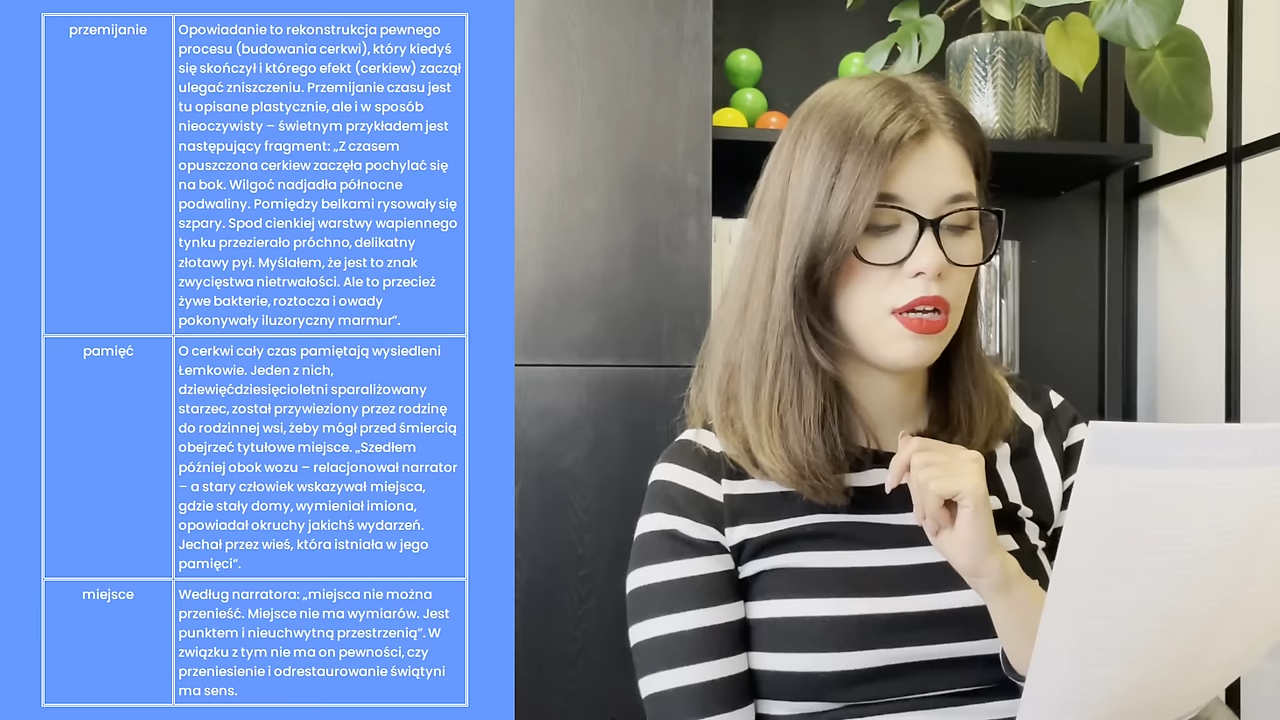 przemijanie
Opowiadanie to rekonstrukcja pewnego
procesu (budowania cerkwi), który kiedyś
się skończył i którego efekt (cerkiew) zaczął
ulegać zniszczeniu. Przemijanie czasu jest
tu opisane plastycznie, ale i w sposób
nieoczywisty – świetnym przykładem jest
następujący fragment: „Z czasem
opuszczona cerkiew zaczęła pochylać się
na bok. Wilgoć nadjadła północne
podwaliny. Pomiędzy belkami rysowały się
szpary. Spod cienkiej warstwy wapiennego
tynku przezierało próchno, delikatny
złotawy pył. Myślałem, że jest to znak
zwycięstwa nietrwałości. Ale to przecież
żywe bakterie, roztocza i owady
pokonywały iluzoryczny marmur”.
pamięć
O cerkwi cały czas pamiętają wysiedleni
Łemkowie. Jeden z nich,
dziewięćdziesięcioletni sparaliżowany
starzec, został przywieziony przez rodzinę
do rodzinnej wsi, żeby mógł przed śmiercią
obejrzeć tytułowe miejsce. „Szedłem
później obok wozu – relacjonował narrator
– a stary człowiek wskazywał miejsca,
gdzie stały domy, wymieniał imiona,
opowiadał okruchy jakichś wydarzeń.
Jechał przez wieś, która istniała w jego
pamięci”.
miejsce
Według narratora: „miejsca nie można
przenieść. Miejsce nie ma wymiarów. Jest
punktem i nieuchwytną przestrzenią”. W
związku z tym nie ma on pewności, czy
przeniesienie i odrestaurowanie świątyni
ma sens.